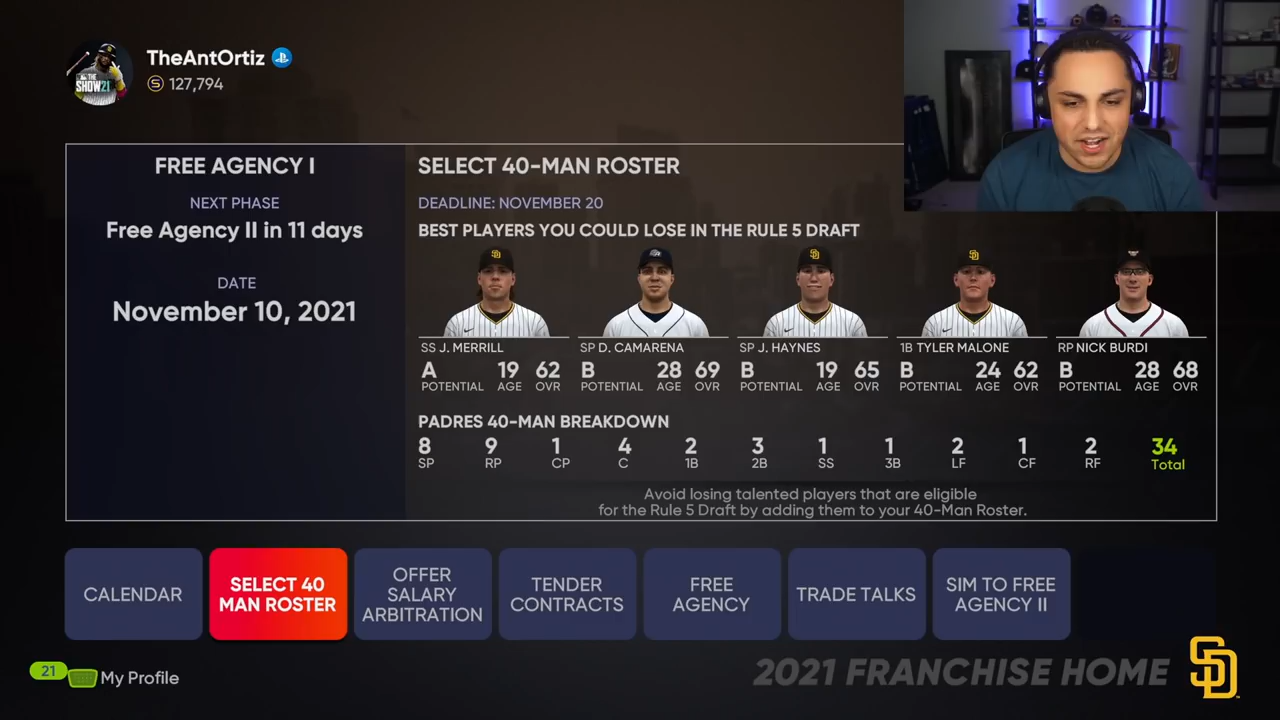 TheAntOrtiz
127,794
THE
SHOW21
FREE AGENCY I
NEXT PHASE
Free Agency II in 11 days
DATE
November 10, 2021
SELECT 40-MAN ROSTER
DEADLINE: NOVEMBER 20
BEST PLAYERS YOU COULD LOSE IN THE RULE 5 DRAFT
SS J. MERRILL
A 19 62
POTENTIAL AGE OVR
SP D. CAMARENA
B 28 69
POTENTIAL AGE OVR
SP J. HAYNES
B 19 65
POTENTIAL AGE OVR
1B TYLER MALONE
B 24 62
POTENTIAL AGE OVR
RP NICK BURDI
B 28 68
POTENTIAL AGE OVR
PADRES 40-MAN BREAKDOWN
8 9 1 4 2 3 1 1 2 1 2 34
SP RP CP C 1B 2B SS 3B LF CF RF Total
Avoid losing talented players that are eligible
for the Rule 5 Draft by adding them to your 40-Man Roster.
CALENDAR
SELECT 40
MAN ROSTER
OFFER
SALARY
ARBITRATION
TENDER
CONTRACTS
FREE
AGENCY
TRADE TALKS
SIM TO FREE
AGENCY II
21 My Profile
2021 FRANCHISE HOME
SD